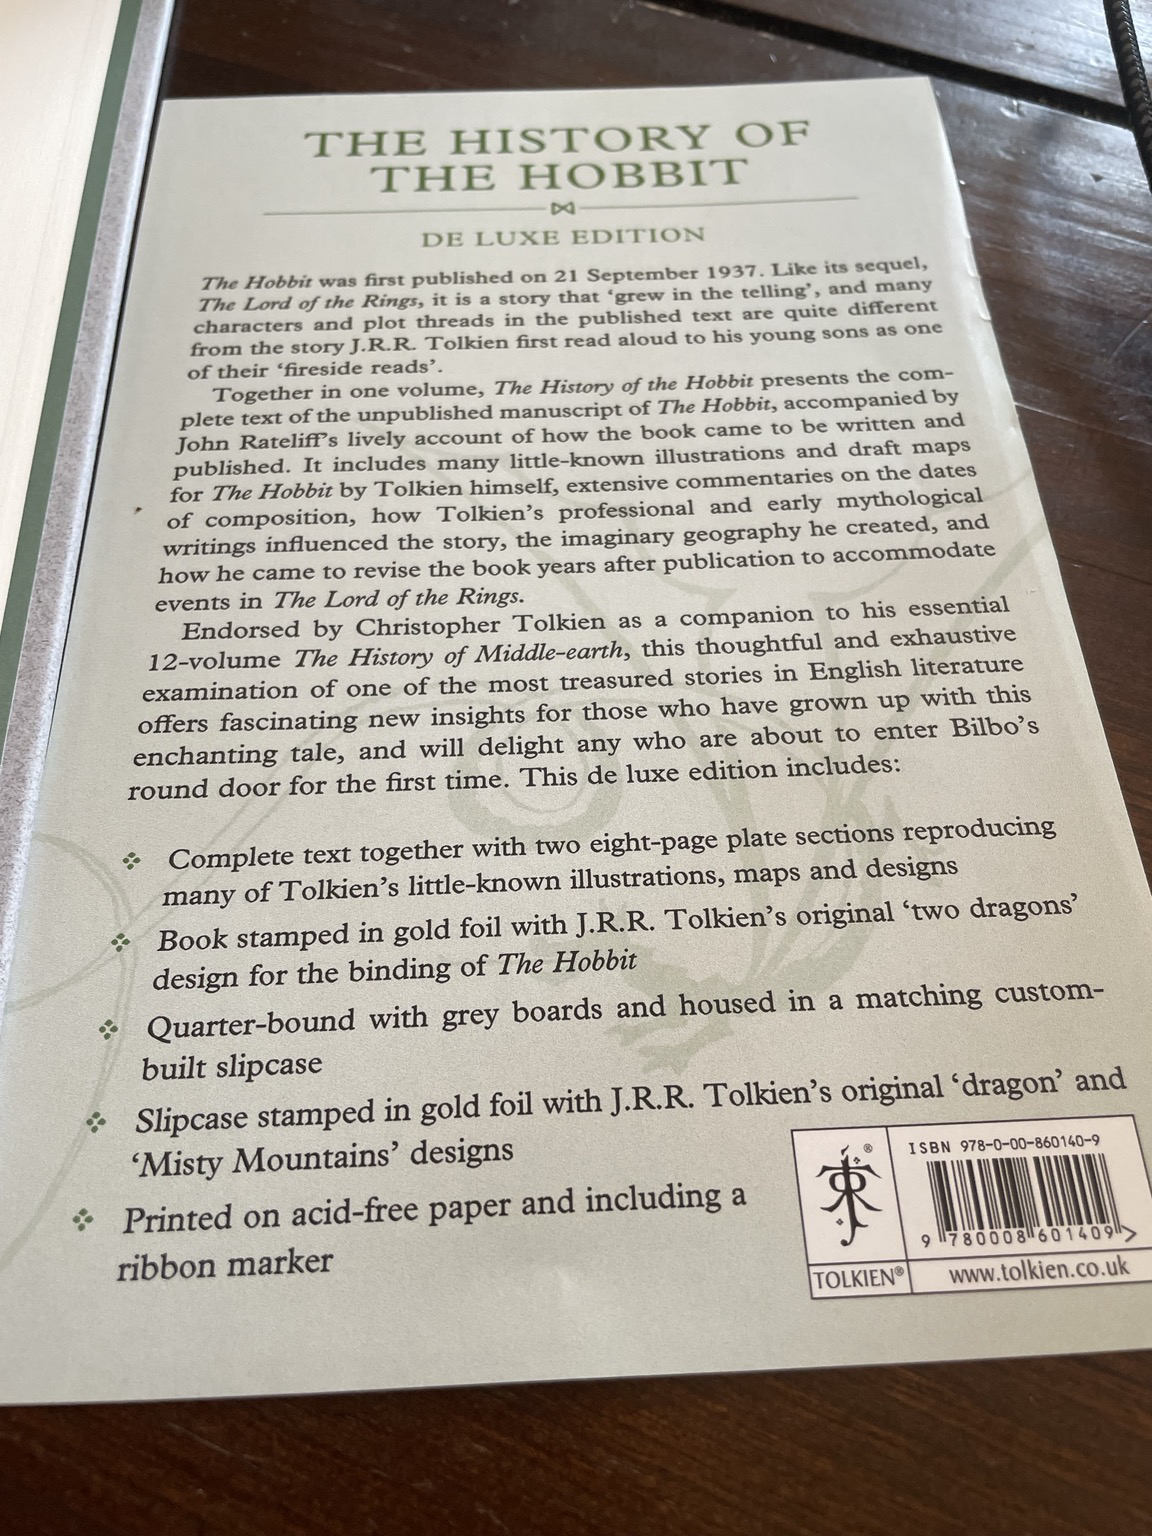 THE HISTORY OF
THE HOBBIT
DE LUXE EDITION
The Hobbit was first published on 21 September 1937. Like its sequel,
The Lord of the Rings, it is a story that ‘grew in the telling’, and many
characters and plot threads in the published text are quite different
from the story J.R.R. Tolkien first read aloud to his young sons as one
of their ‘fireside reads’.
Together in one volume, The History of the Hobbit presents the com-
plete text of the unpublished manuscript of The Hobbit, accompanied by
John Rateliff’s lively account of how the book came to be written and
published. It includes many little-known illustrations and draft maps
for The Hobbit by Tolkien himself, extensive commentaries on the dates
of composition, how Tolkien’s professional and early mythological
writings influenced the story, the imaginary geography he created, and
how he came to revise the book years after publication to accommodate
events in The Lord of the Rings.
Endorsed by Christopher Tolkien as a companion to his essential
12-volume The History of Middle-earth, this thoughtful and exhaustive
examination of one of the most treasured stories in English literature
offers fascinating new insights for those who have grown up with this
enchanting tale, and will delight any who are about to enter Bilbo’s
round door for the first time. This de luxe edition includes:
Complete text together with two eight-page plate sections reproducing
many of Tolkien’s little-known illustrations, maps and designs
Book stamped in gold foil with J.R.R. Tolkien’s original ‘two dragons’
design for the binding of The Hobbit
Quarter-bound with grey boards and housed in a matching custom-
built slipcase
Slipcase stamped in gold foil with J.R.R. Tolkien’s original ‘dragon’ and
‘Misty Mountains’ designs
Printed on acid-free paper and including a
ribbon marker
®
ISBN 978-0-00-860140-9
9 780008 601409 >
TOLKIEN®
www.tolkien.co.uk